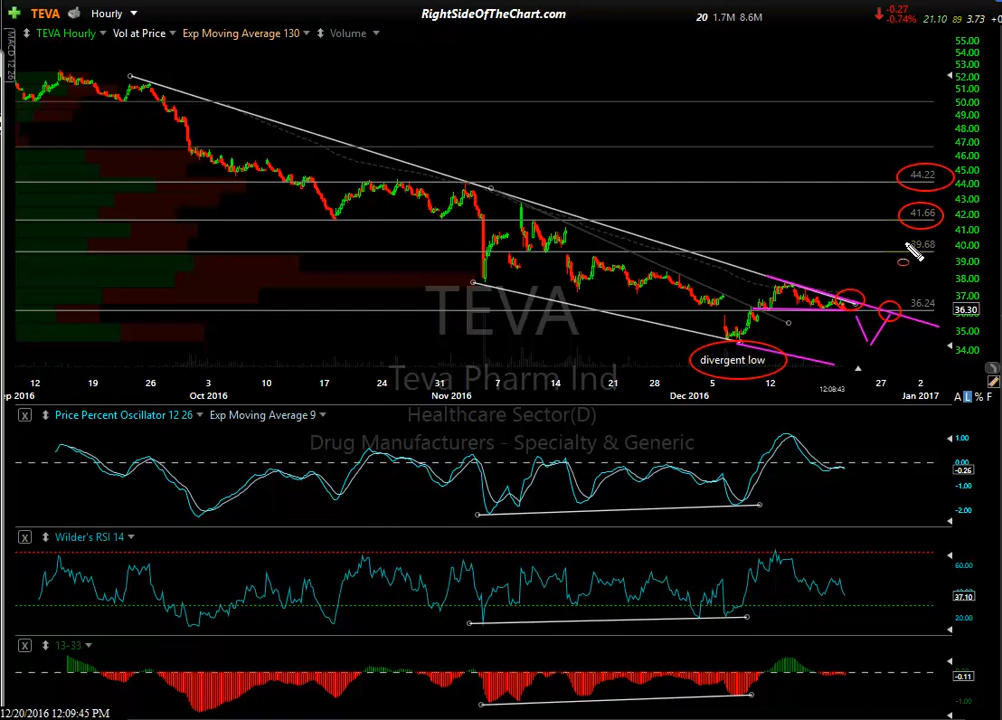 TEVA Hourly RightSideOfTheChart.com 20 1.7M 8.6M -0.27 -0.74% 21.10 89 3.73
TEVA Hourly Vol at Price Exp Moving Average 130 Volume
MACD 12 26
55.00
54.00
53.00
52.00
51.00
50.00
48.00
47.00
46.00
45.00
44.22 44.00
43.00
41.66 42.00
41.00
39.68 40.00
39.00
38.00
37.00
36.24
36.30
35.00
34.00
TEVA
Teva Pharm Ind
Healthcare Sector(D)
Drug Manufacturers - Specialty & Generic
divergent low
12 19 26 3 10 17 24 31 7 14 21 28 5 12 12:08:43 27 2
ep 2016 Oct 2016 Nov 2016 Dec 2016 Jan 2017
A L % F
X Price Percent Oscillator 12 26 Exp Moving Average 9
1.00
0.00
-0.26
-1.00
-2.00
X Wilder's RSI 14
60.00
37.10
20.00
X 13-33
-0.11
-1.00
12/20/2016 12:09:45 PM